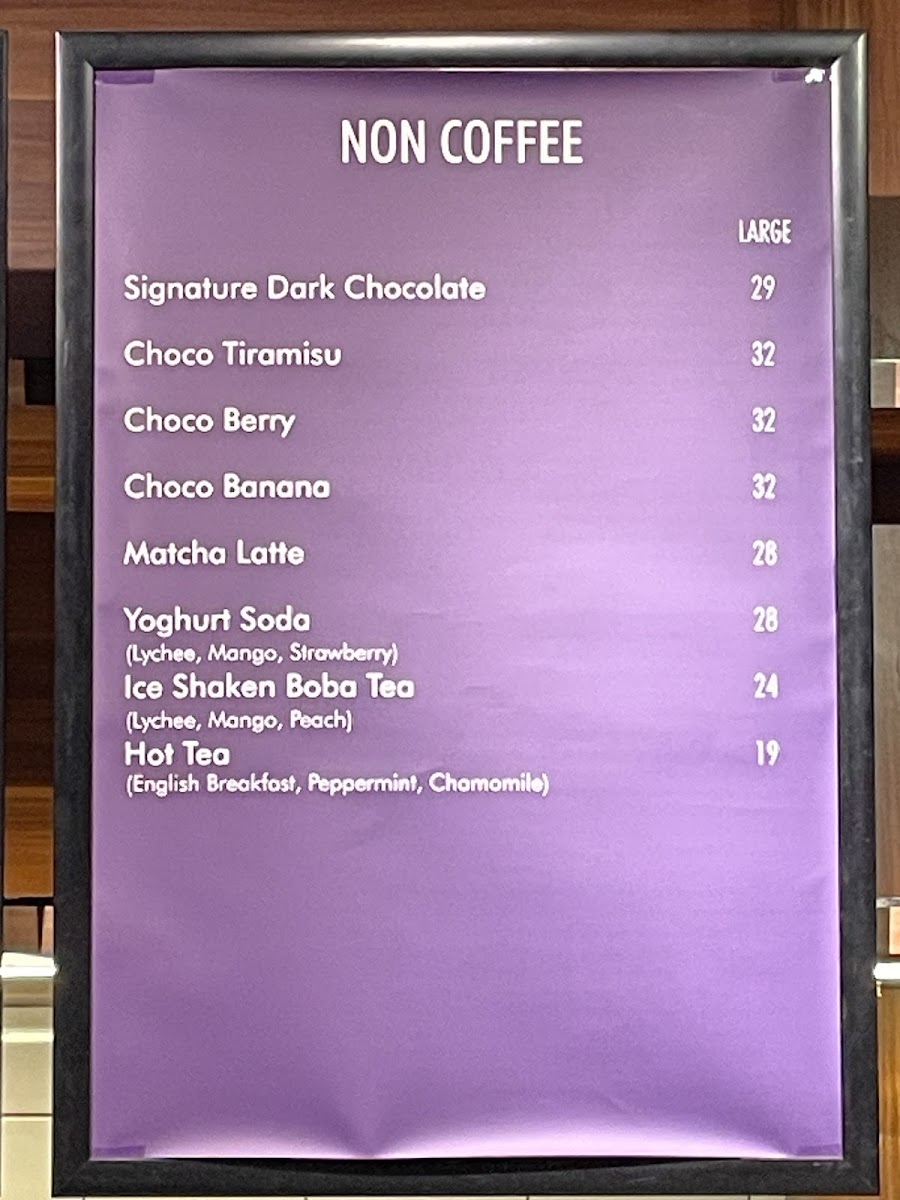 NON COFFEE
LARGE
Signature Dark Chocolate 29
Choco Tiramisu 32
Choco Berry 32
Choco Banana 32
Matcha Latte 28
Yoghurt Soda 28
(Lychee, Mango, Strawberry)
Ice Shaken Boba Tea 24
(Lychee, Mango, Peach)
Hot Tea 19
(English Breakfast, Peppermint, Chamomile)